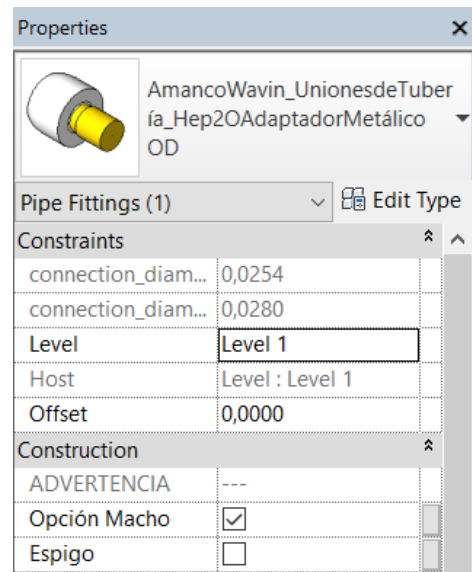 Properties
AmancoWavin_UnionesdeTuber
ía_Hep2OAdaptadorMetálico
OD
Pipe Fittings (1) Edit Type
Constraints
connection_diam... 0,0254
connection_diam... 0,0280
Level Level 1
Host Level : Level 1
Offset 0,0000
Construction
ADVERTENCIA ---
Opción Macho
Espigo